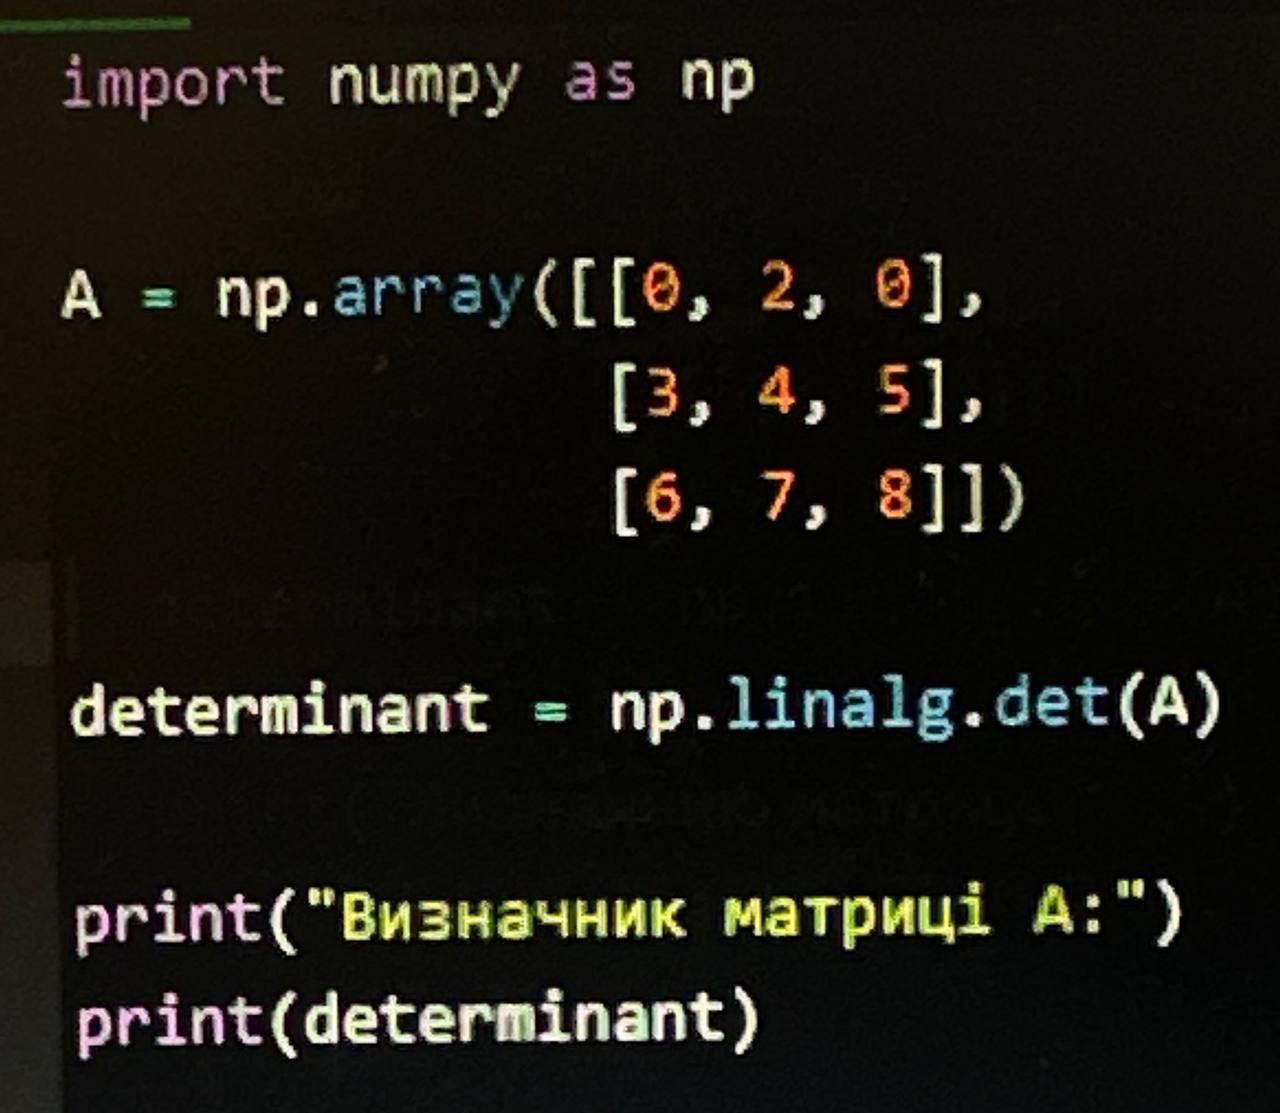 import numpy as np
A = np.array([[0, 2, 0],
[3, 4, 5],
[6, 7, 8]])
determinant = np.linalg.det(A)
print("Визначник матриці А:")
print(determinant)